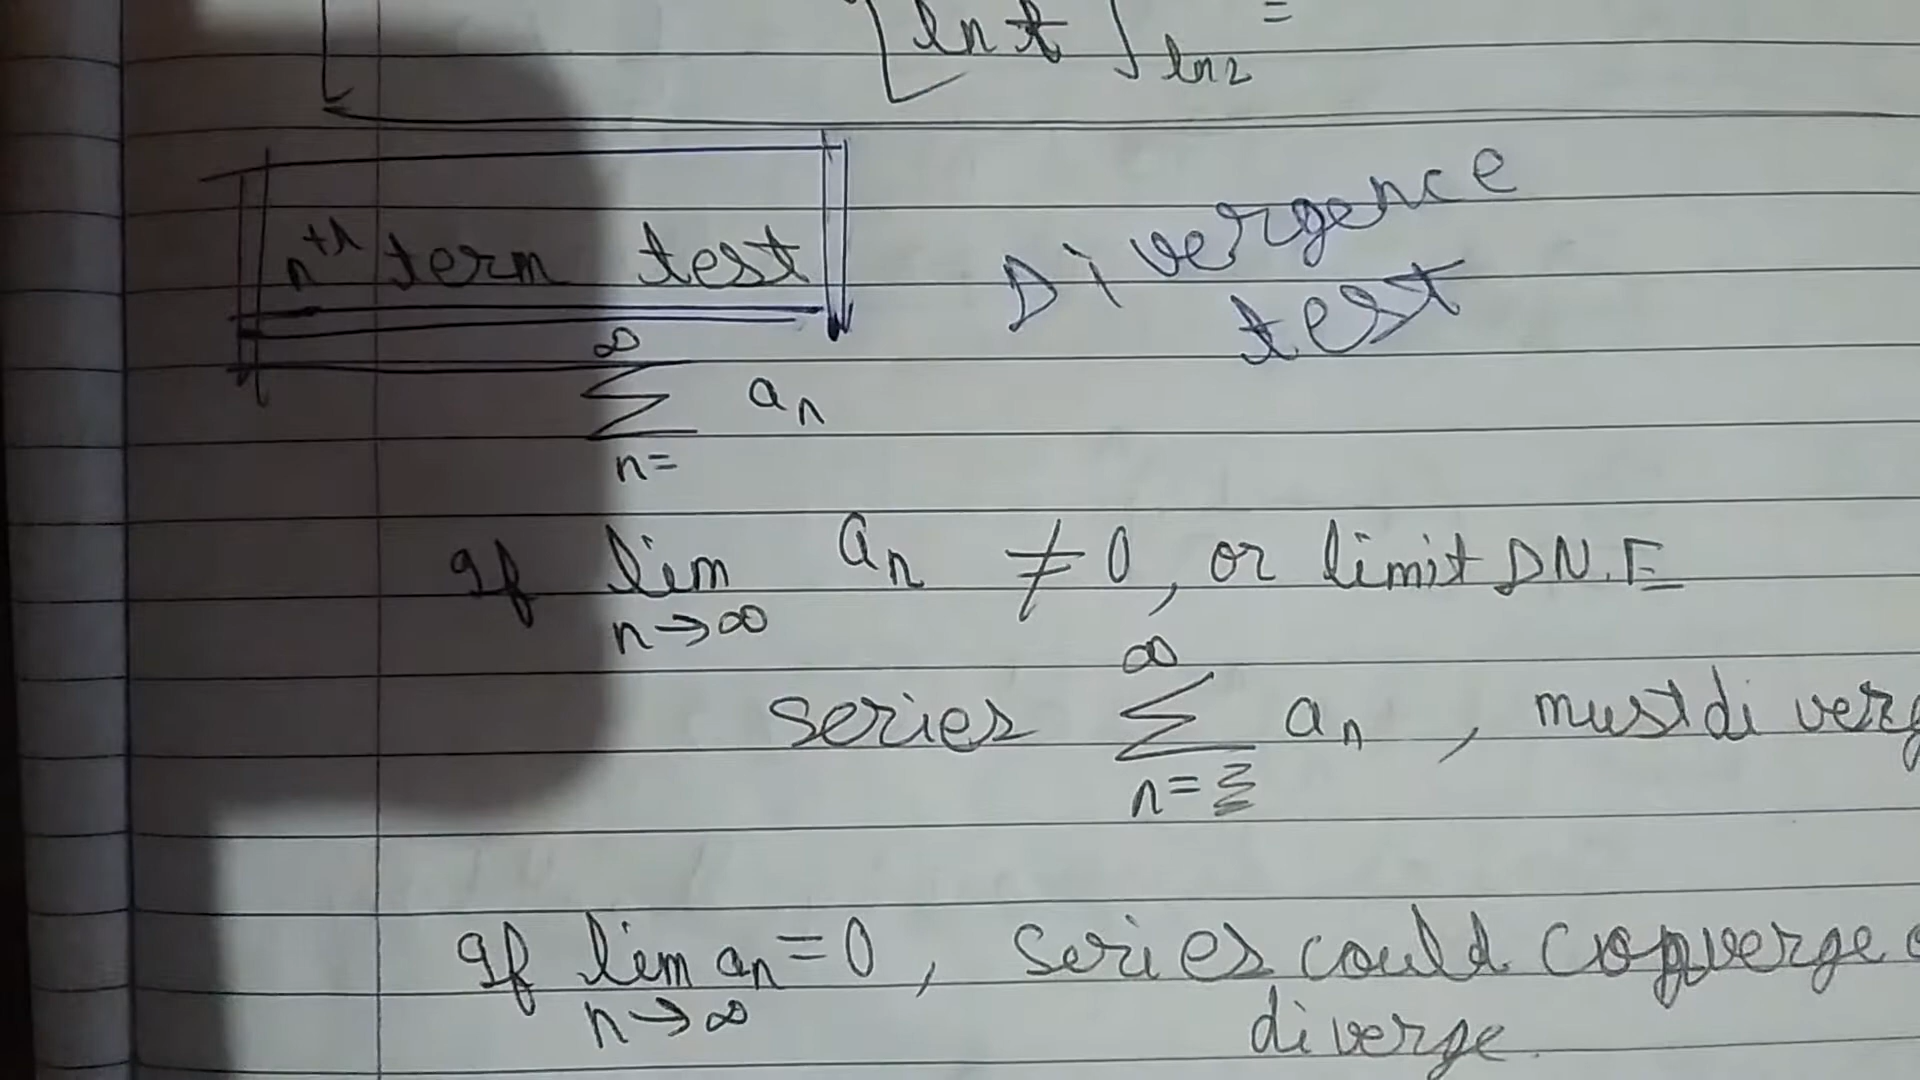 [ln t]ln2 =
nth term test Divergence
test
∞
∑ an
n=
If lim an ≠ 0, or limit D.N.E
n→∞
∞
series ∑ an, must diverg
n=
If lim an = 0, series could converge
n→∞ diverge.